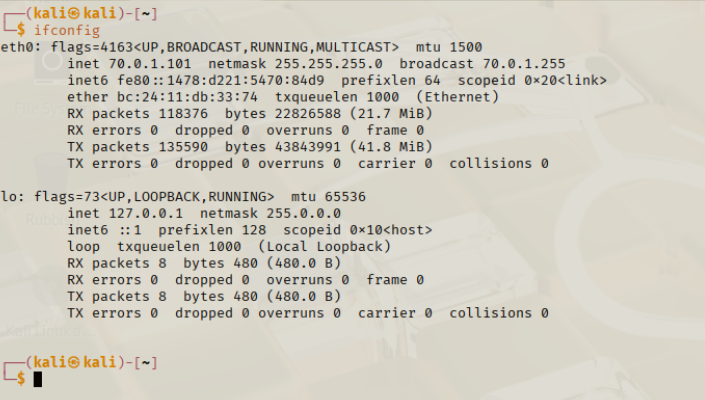 ┌──(kali㉿kali)-[~]
└─$ ifconfig
eth0: flags=4163<UP,BROADCAST,RUNNING,MULTICAST>  mtu 1500
        inet 70.0.1.101  netmask 255.255.255.0  broadcast 70.0.1.255
        inet6 fe80::1478:d221:5470:84d9  prefixlen 64  scopeid 0×20<link>
        ether bc:24:11:db:33:74  txqueuelen 1000  (Ethernet)
        RX packets 118376  bytes 22826588 (21.7 MiB)
        RX errors 0  dropped 0  overruns 0  frame 0
        TX packets 135590  bytes 43843991 (41.8 MiB)
        TX errors 0  dropped 0 overruns 0  carrier 0  collisions 0

lo: flags=73<UP,LOOPBACK,RUNNING>  mtu 65536
        inet 127.0.0.1  netmask 255.0.0.0
        inet6 ::1  prefixlen 128  scopeid 0×10<host>
        loop  txqueuelen 1000  (Local Loopback)
        RX packets 8  bytes 480 (480.0 B)
        RX errors 0  dropped 0  overruns 0  frame 0
        TX packets 8  bytes 480 (480.0 B)
        TX errors 0  dropped 0 overruns 0  carrier 0  collisions 0

┌──(kali㉿kali)-[~]
└─$